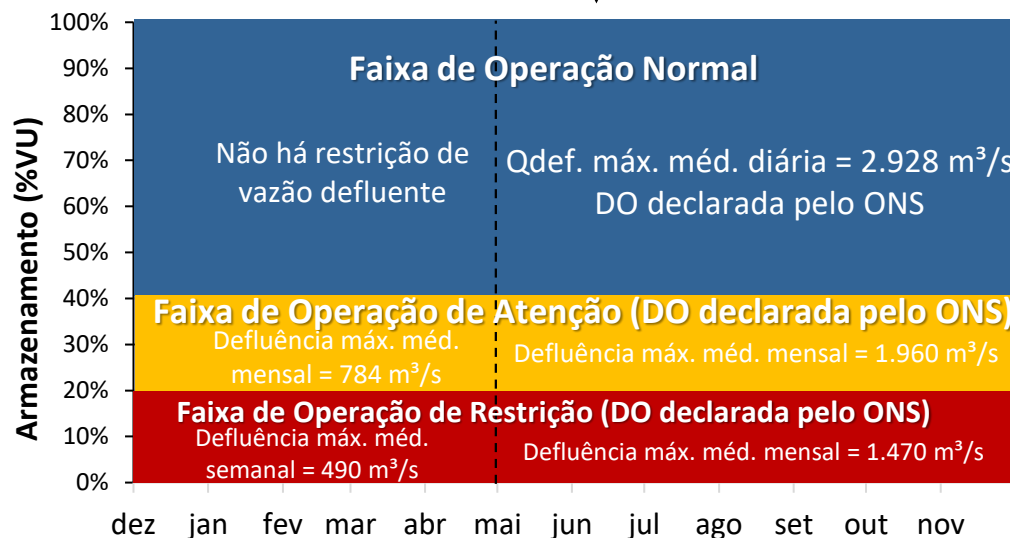 100%
90%
80%
70%
60%
50%
40%
30%
20%
10%
0%
Armazenamento (%VU)
Faixa de Operação Normal
Não há restrição de
vazão defluente
Qdef. máx. méd. diária = 2.928 m³/s
DO declarada pelo ONS
Faixa de Operação de Atenção (DO declarada pelo ONS)
Defluência máx. méd.
mensal = 784 m³/s
Defluência máx. méd. mensal = 1.960 m³/s
Faixa de Operação de Restrição (DO declarada pelo ONS)
Defluência máx. méd.
semanal = 490 m³/s
Defluência máx. méd. mensal = 1.470 m³/s
dez jan fev mar abr mai jun jul ago set out nov